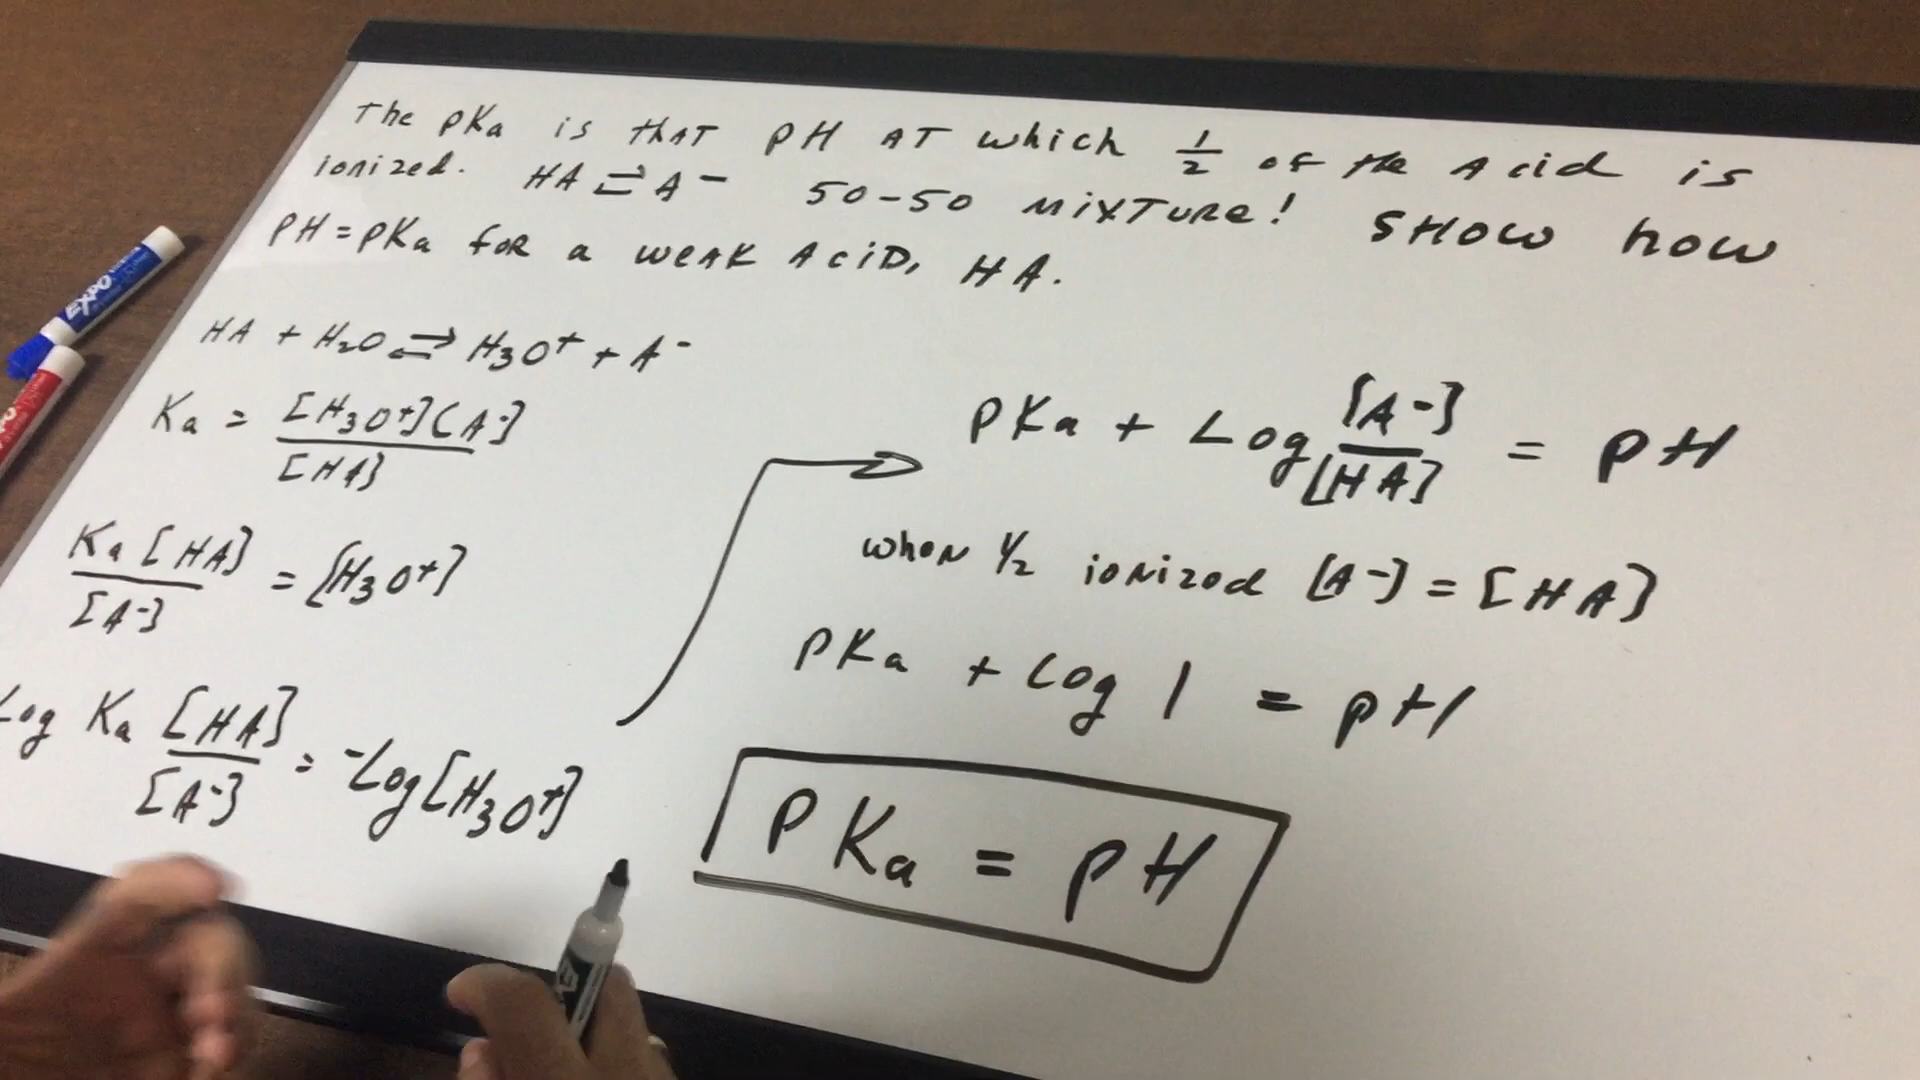 The pKa is that pH at which 1/2 of the acid is
ionized. HA ⇌ A⁻ 50-50 mixture! Show how
pH = pKa for a weak acid, HA.
HA + H₂O ⇌ H₃O⁺ + A⁻
Ka = [H₃O⁺][A⁻] / [HA]
Ka [HA] / [A⁻] = [H₃O⁺]
Log Ka [HA] / [A⁻] = -Log [H₃O⁺]
pKa + Log [A⁻] / [HA] = pH
when 1/2 ionized [A⁻] = [HA]
pKa + Log 1 = pH
pKa = pH
EXPO